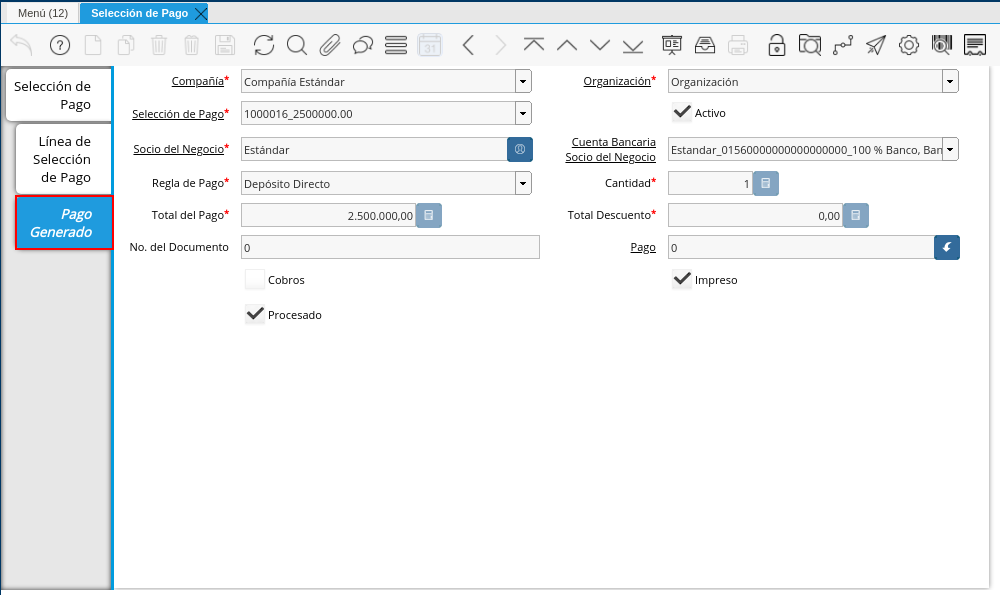 Menú (12)
Selección de Pago
31
Selección de
Pago
Línea de
Selección
de Pago
Pago
Generado
Compañía* Compañía Estándar
Organización* Organización
Selección de Pago* 1000016_2500000.00
Activo
Socio del Negocio* Estándar
Cuenta Bancaria
Socio del Negocio
Regla de Pago* Depósito Directo
Cantidad* 1
Total del Pago* 2.500.000,00
Total Descuento* 0,00
No. del Documento 0
Pago 0
Cobros
Impreso
Procesado